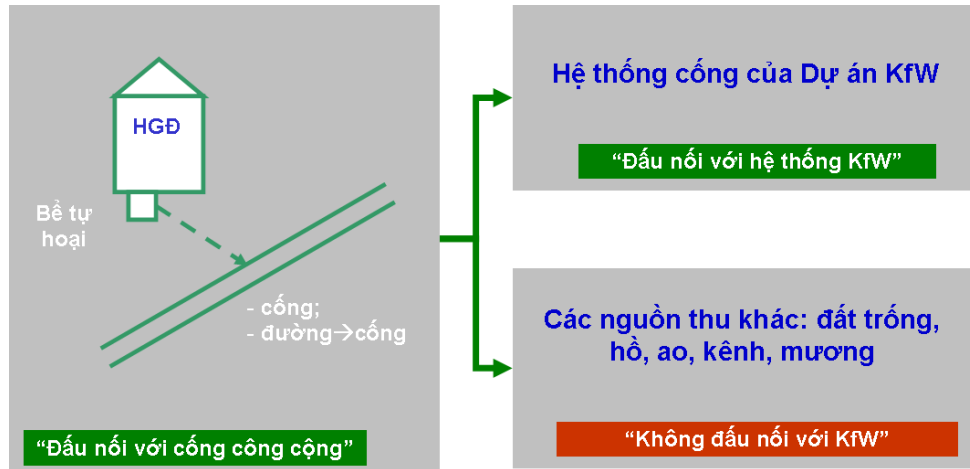 HGĐ
Bể tự
hoại
- cống;
- đường→cống
“Đấu nối với cống công cộng”
Hệ thống cống của Dự án KfW
“Đấu nối với hệ thống KfW”
Các nguồn thu khác: đất trống,
hồ, ao, kênh, mương
“Không đấu nối với KfW”